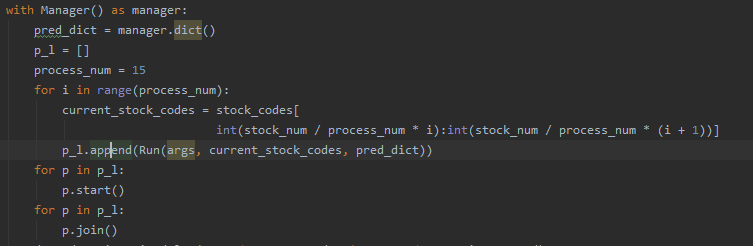 with Manager() as manager:
    pred_dict = manager.dict()
    p_l = []
    process_num = 15
    for i in range(process_num):
        current_stock_codes = stock_codes[
                              int(stock_num / process_num * i):int(stock_num / process_num * (i + 1))]
        p_l.append(Run(args, current_stock_codes, pred_dict))
    for p in p_l:
        p.start()
    for p in p_l:
        p.join()